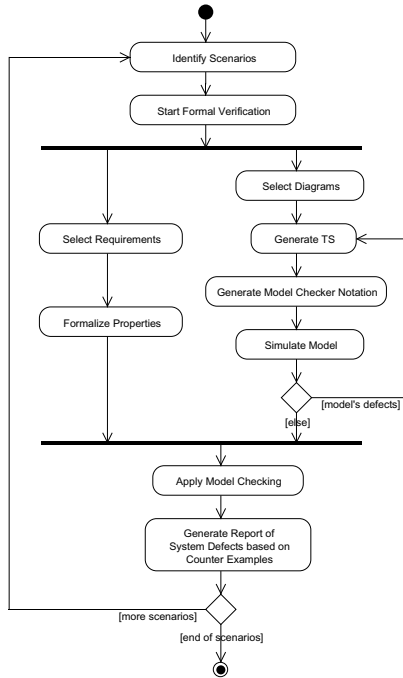 Identify Scenarios
Start Formal Verification
Select Diagrams
Select Requirements
Generate TS
Generate Model Checker Notation
Formalize Properties
Simulate Model
[model's defects]
[else]
Apply Model Checking
Generate Report of
System Defects based on
Counter Examples
[more scenarios]
[end of scenarios]